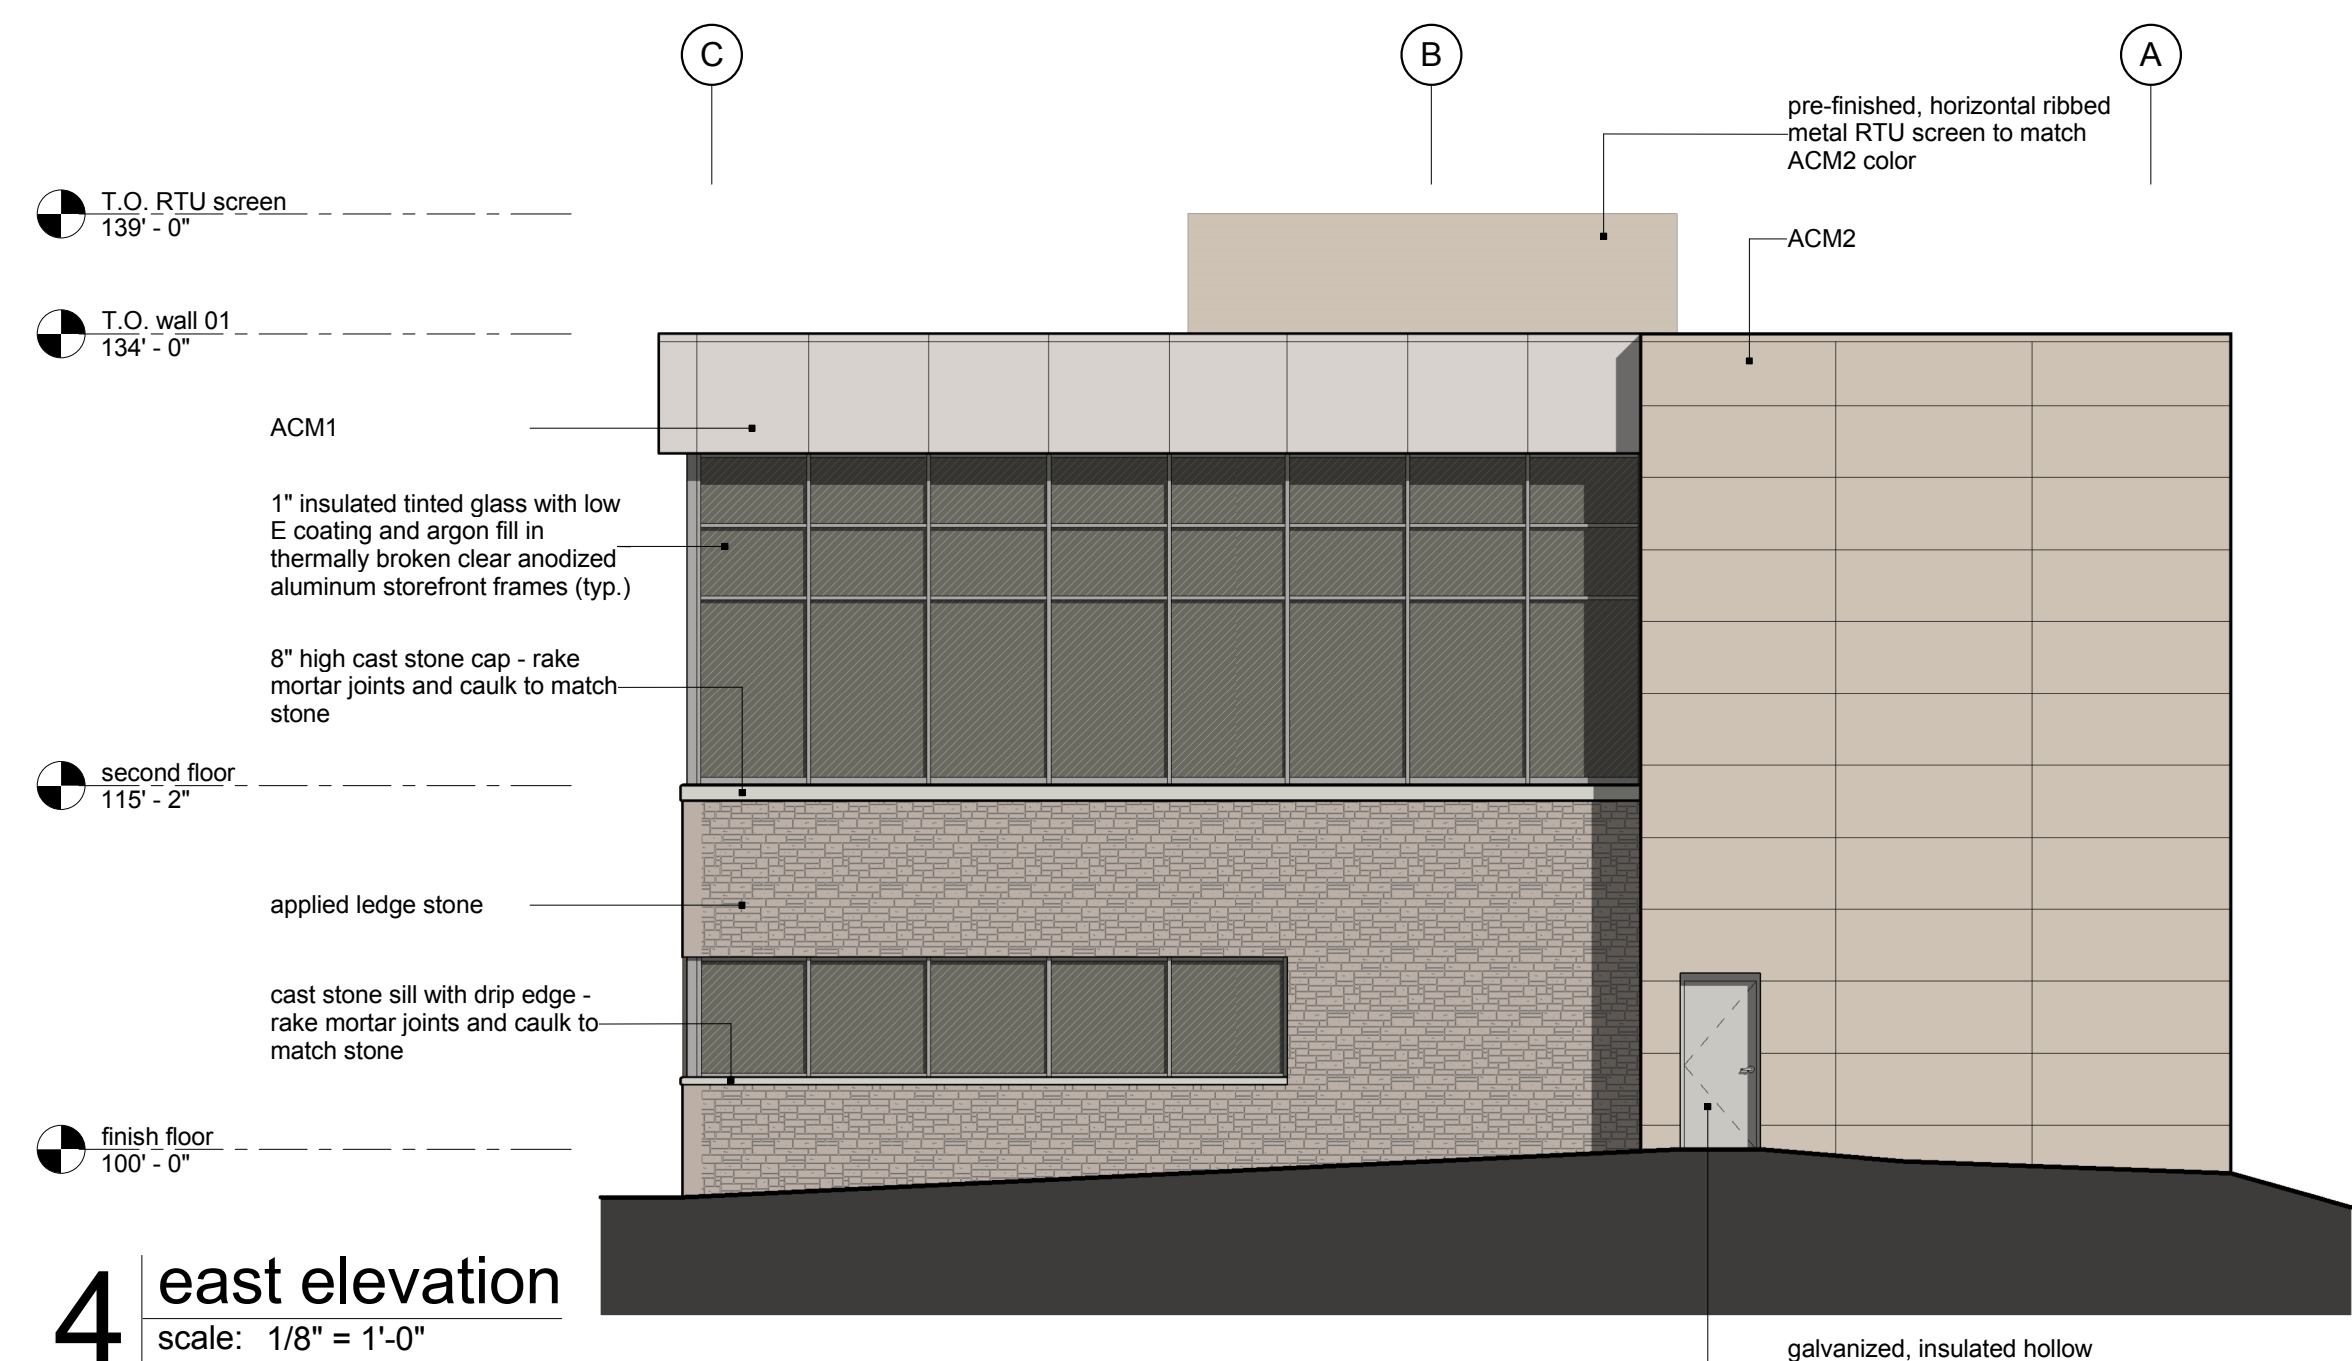 C
B
A
pre-finished, horizontal ribbed
metal RTU screen to match
ACM2 color
T.O. RTU screen
139' - 0"
ACM2
T.O. wall 01
134' - 0"
ACM1
1" insulated tinted glass with low
E coating and argon fill in
thermally broken clear anodized
aluminum storefront frames (typ.)
8" high cast stone cap - rake
mortar joints and caulk to match
stone
second floor
115' - 2"
applied ledge stone
cast stone sill with drip edge -
rake mortar joints and caulk to
match stone
finish floor
100' - 0"
4
east elevation
scale: 1/8" = 1'-0"
galvanized, insulated hollow